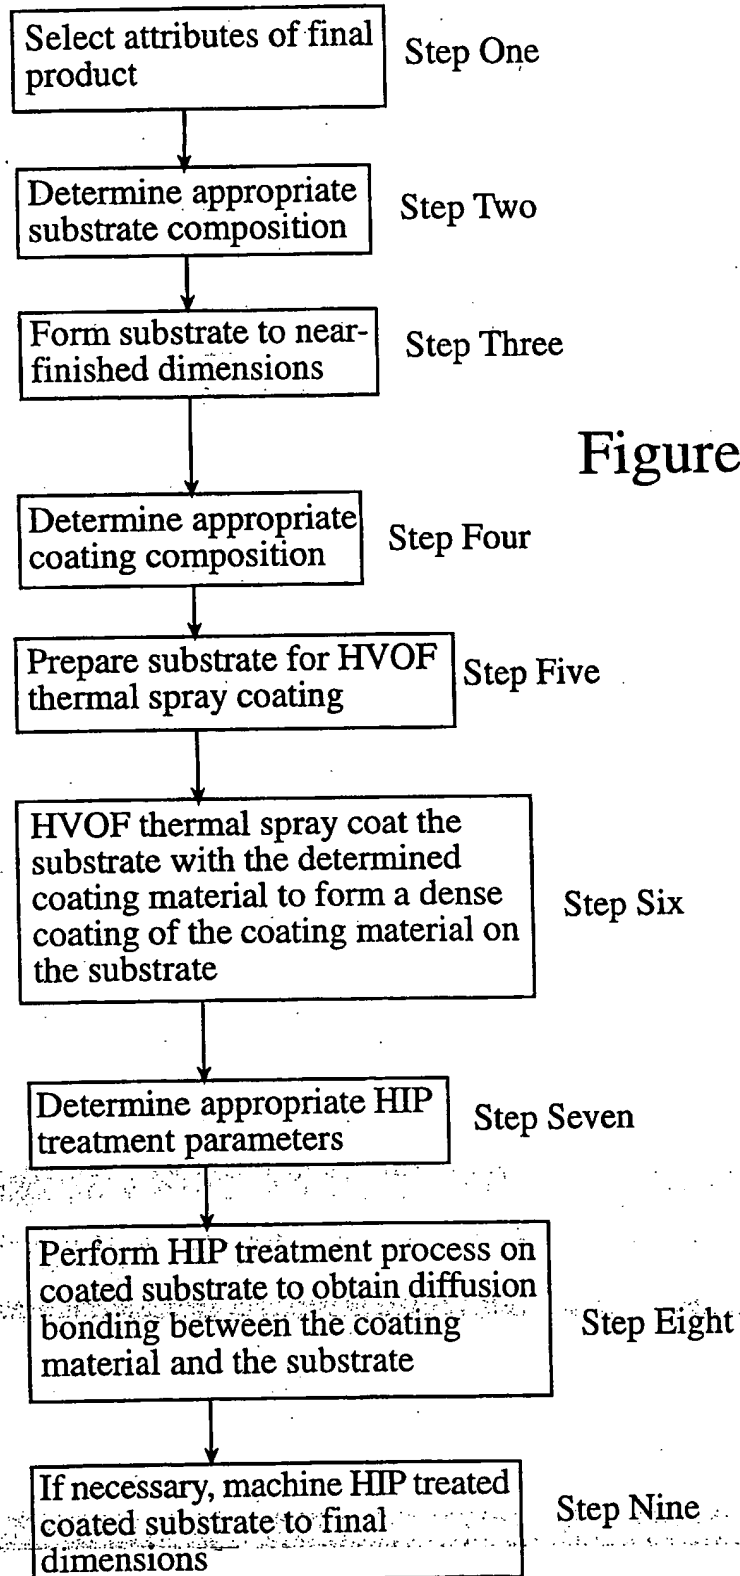 Select attributes of final
product
Step One
Determine appropriate
substrate composition
Step Two
Form substrate to near-
finished dimensions
Step Three
Figure
Determine appropriate
coating composition
Step Four
Prepare substrate for HVOF
thermal spray coating
Step Five
HVOF thermal spray coat the
substrate with the determined
coating material to form a dense
coating of the coating material on
the substrate
Step Six
Determine appropriate HIP
treatment parameters
Step Seven
Perform HIP treatment process on
coated substrate to obtain diffusion
bonding between the coating
material and the substrate
Step Eight
If necessary, machine HIP treated
coated substrate to final
dimensions
Step Nine